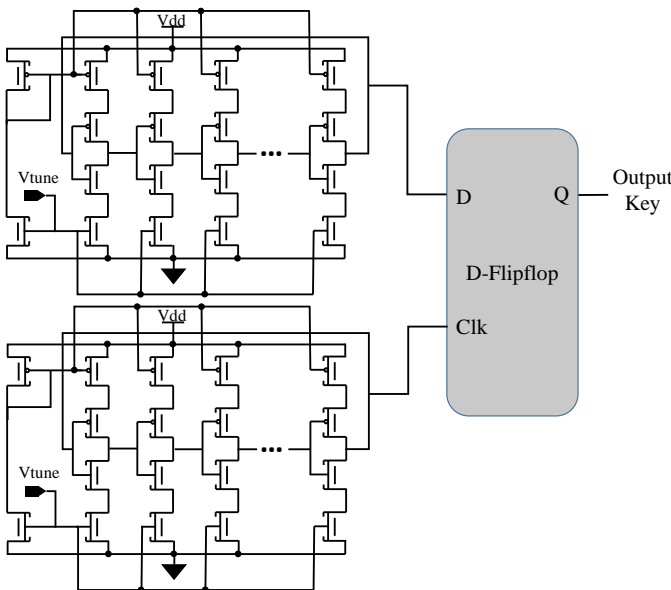 Vdd
Vtune
D
Q
Output
Key
D-Flipflop
Clk
Vdd
Vtune